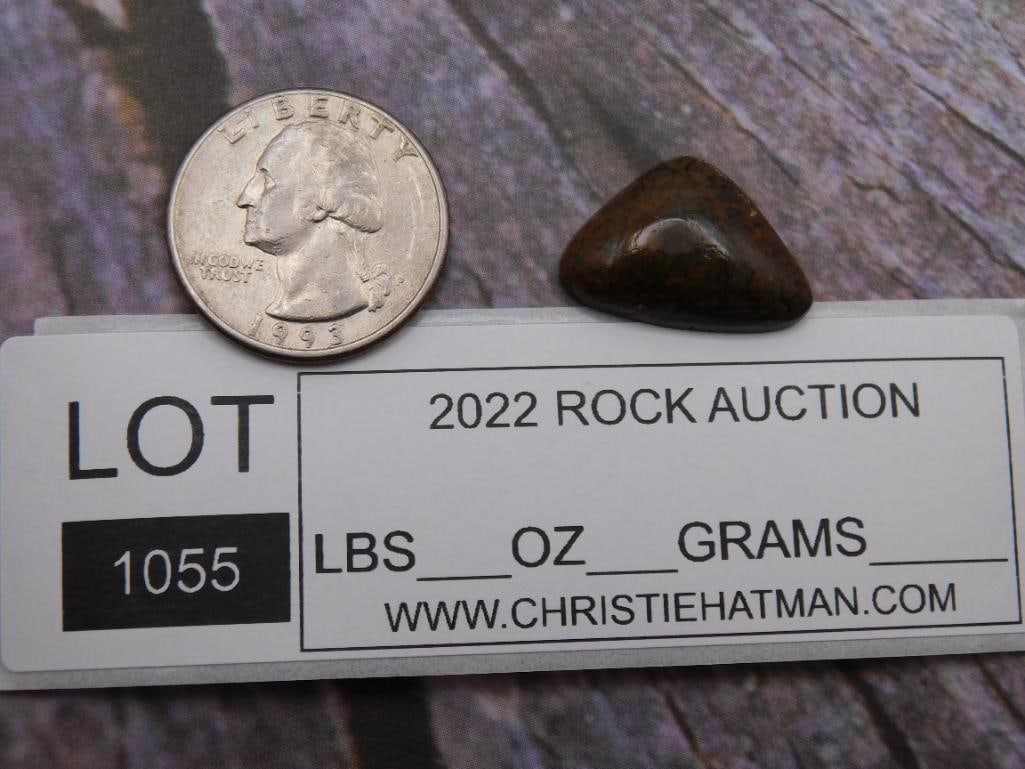 LIBERTY
IN GOD WE
TRUST
P
1993
LOT
1055
2022 ROCK AUCTION
LBS___OZ___GRAMS_____
WWW.CHRISTIEHATMAN.COM